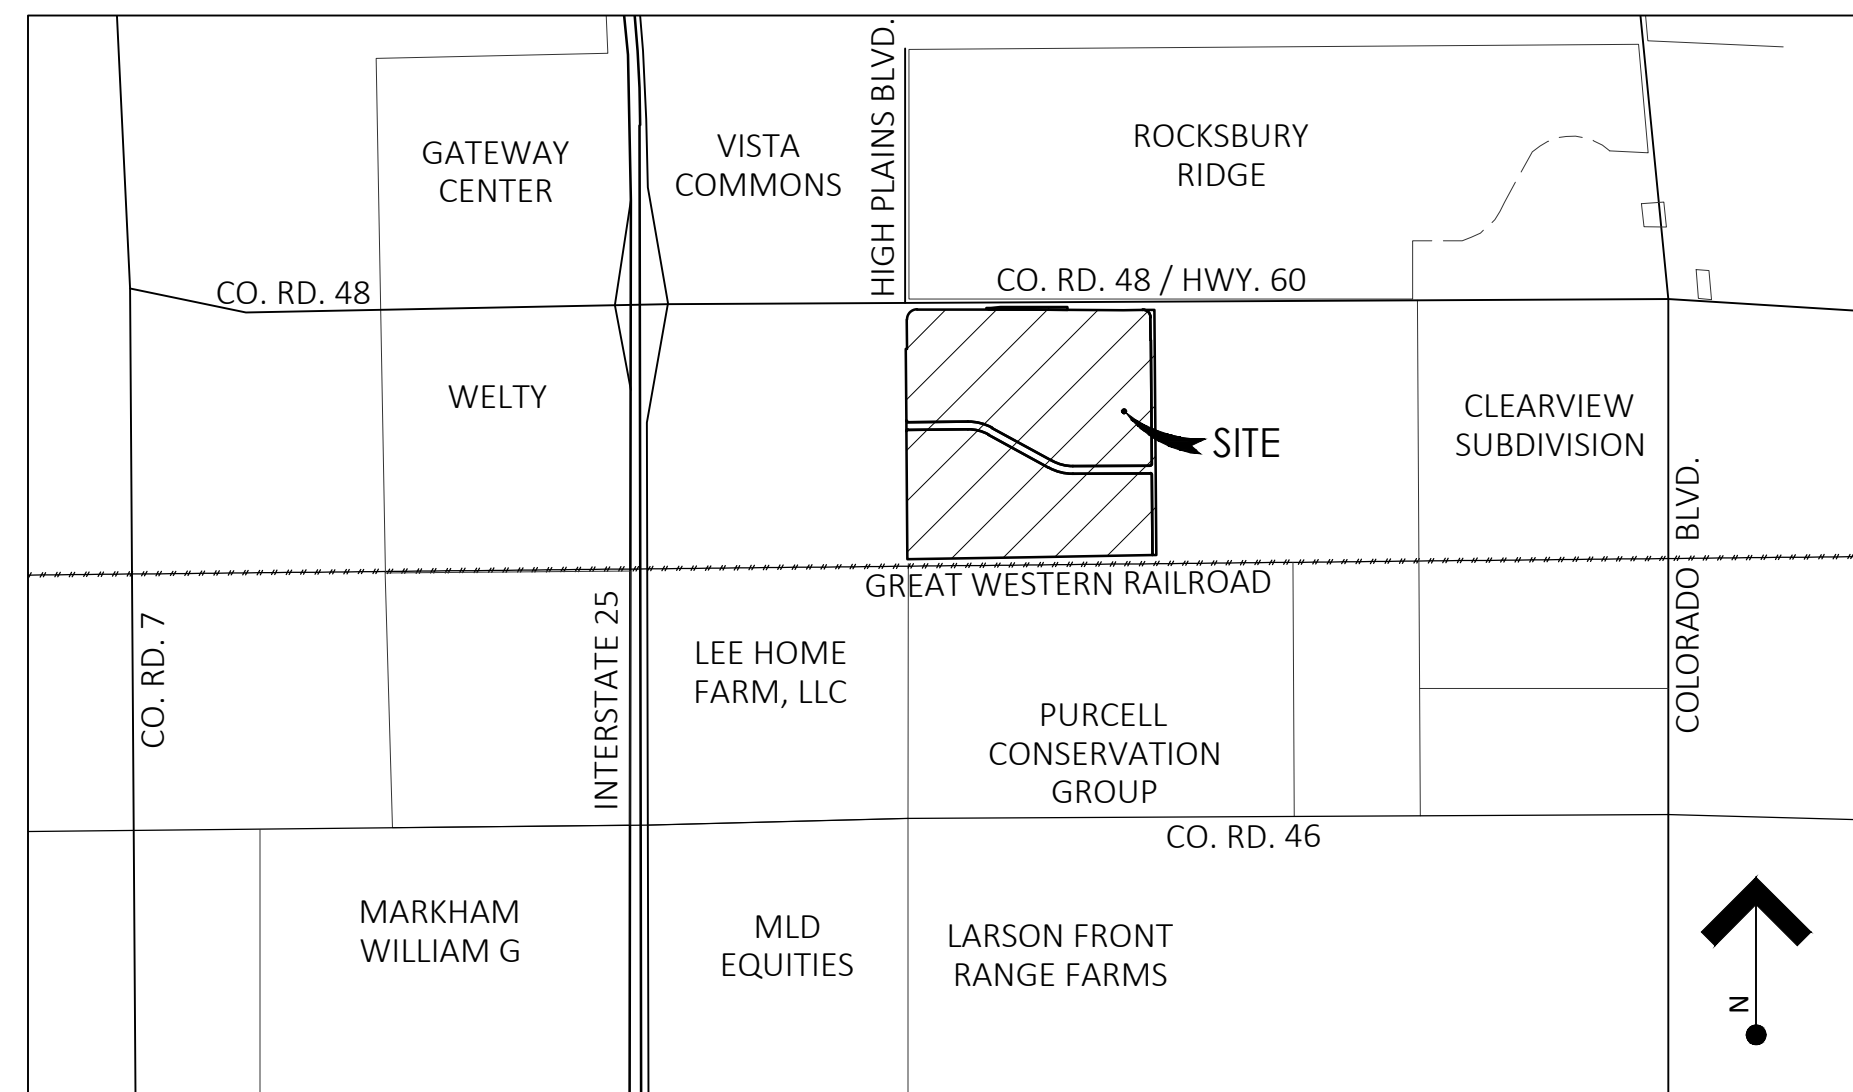 HIGH PLAINS BLVD.
GATEWAY
CENTER
VISTA
COMMONS
ROCKSBURY
RIDGE
CO. RD. 48
CO. RD. 48 / HWY. 60
WELTY
SITE
CLEARVIEW
SUBDIVISION
GREAT WESTERN RAILROAD
CO. RD. 7
INTERSTATE 25
LEE HOME
FARM, LLC
PURCELL
CONSERVATION
GROUP
COLORADO BLVD.
CO. RD. 46
MARKHAM
WILLIAM G
MLD
EQUITIES
LARSON FRONT
RANGE FARMS
N